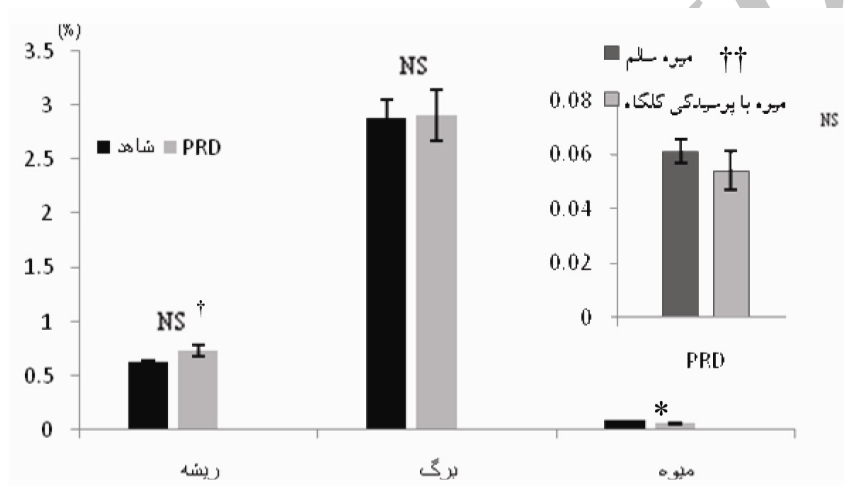 (%)
3.5
3
2.5
2
1.5
1
0.5
0
شاهد
PRD
NS †
NS
*
ریشه
برگ
میوه
میوه سالم
††
میوه با پوسیدگی گلگاه
NS
0.08
0.06
0.04
0.02
0
PRD